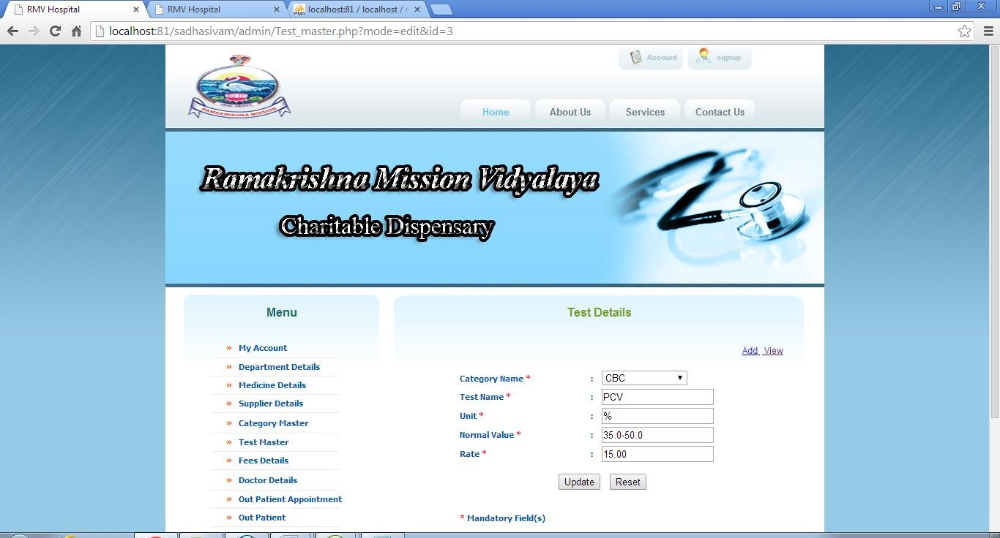 RMV Hospital
RMV Hospital
localhost:81 / localhost /
localhost:81/sadhasivam/admin/Test_master.php?mode=edit&id=3
RAMAKRISHNA MISSION
Account
signup
Home
About Us
Services
Contact Us
Ramakrishna Mission Vidyalaya
Charitable Dispensary
Menu
» My Account
» Department Details
» Medicine Details
» Supplier Details
» Category Master
» Test Master
» Fees Details
» Doctor Details
» Out Patient Appointment
» Out Patient
Test Details
Add View
Category Name * : CBC
Test Name * : PCV
Unit * : %
Normal Value * : 35.0-50.0
Rate * : 15.00
Update Reset
* Mandatory Field(s)